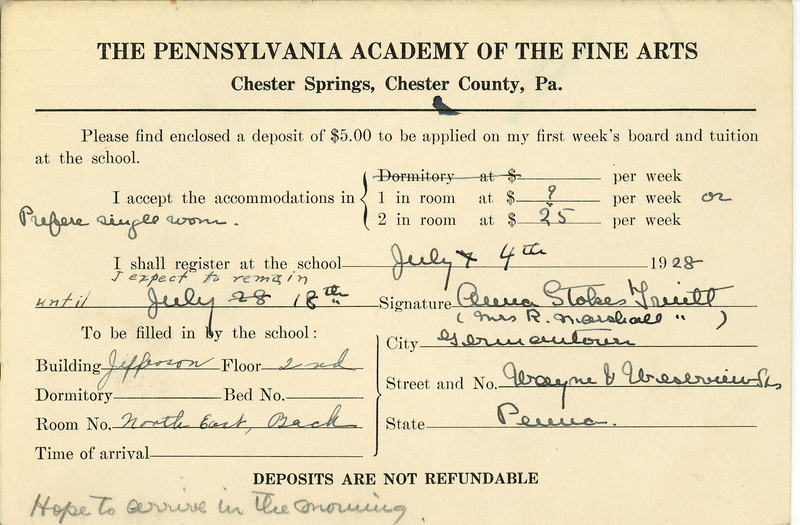 THE PENNSYLVANIA ACADEMY OF THE FINE ARTS
Chester Springs, Chester County, Pa.
Please find enclosed a deposit of $5.00 to be applied on my first week's board and tuition
at the school.
Dormitory at $ per week
I accept the accommodations in { 1 in room at $ ? per week or
Prefere single room. 2 in room at $ 25 per week
I shall register at the school July 4th 1928
I expect to remain
until July 28 18th " Signature Anna Stokes Truitt
(Mrs R. Marshall " )
To be filled in by the school:
City Germantown
Building Jefferson Floor 2nd
Street and No. Wayne &
Dormitory Bed No.
Room No. North East, Back State Penna.
Time of arrival
DEPOSITS ARE NOT REFUNDABLE
Hope to arrive in the morning.